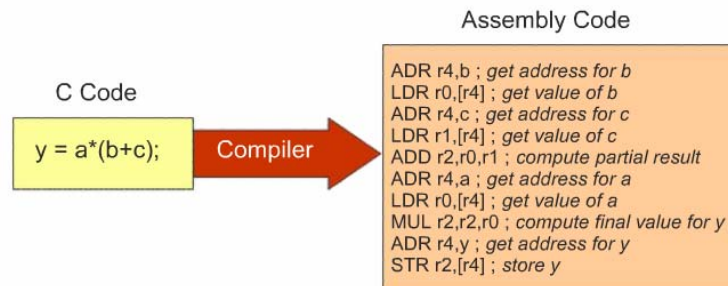 Assembly Code
C Code
y = a*(b+c);
Compiler
ADR r4,b ; get address for b
LDR r0,[r4] ; get value of b
ADR r4,c ; get address for c
LDR r1,[r4] ; get value of c
ADD r2,r0,r1 ; compute partial result
ADR r4,a ; get address for a
LDR r0,[r4] ; get value of a
MUL r2,r2,r0 ; compute final value for y
ADR r4,y ; get address for y
STR r2,[r4] ; store y